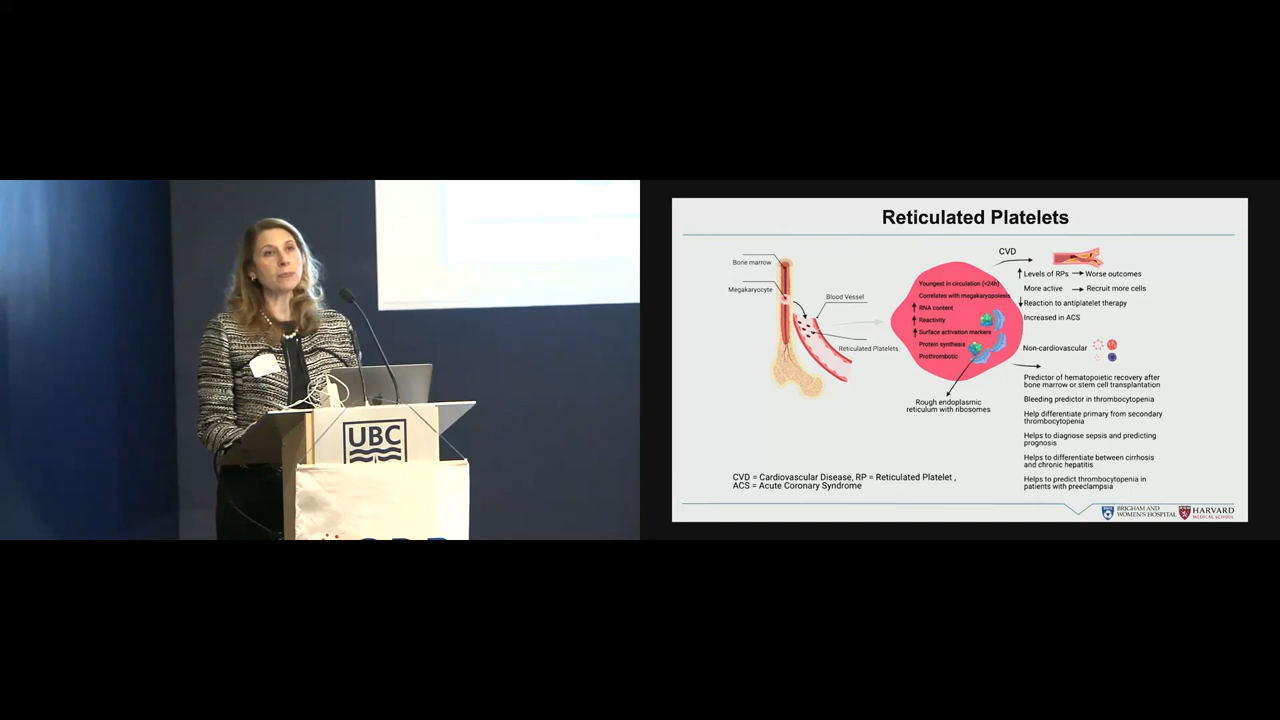 UBC
Reticulated Platelets
Bone marrow
Megakaryocyte
Blood Vessel
Reticulated Platelets
Youngest in circulation (<24h)
Correlates with megakaryopoiesis
RNA content
Reactivity
Surface activation markers
Protein synthesis
Prothrombotic
Rough endoplasmic
reticulum with ribosomes
CVD
Levels of RPs → Worse outcomes
More active → Recruit more cells
Reaction to antiplatelet therapy
Increased in ACS
Non-cardiovascular
Predictor of hematopoietic recovery after
bone marrow or stem cell transplantation
Bleeding predictor in thrombocytopenia
Help differentiate primary from secondary
thrombocytopenia
Helps to diagnose sepsis and predicting
prognosis
Helps to differentiate between cirrhosis
and chronic hepatitis
Helps to predict thrombocytopenia in
patients with preeclampsia
CVD = Cardiovascular Disease, RP = Reticulated Platelet ,
ACS = Acute Coronary Syndrome
BRIGHAM AND
WOMEN'S HOSPITAL
HARVARD
MEDICAL SCHOOL